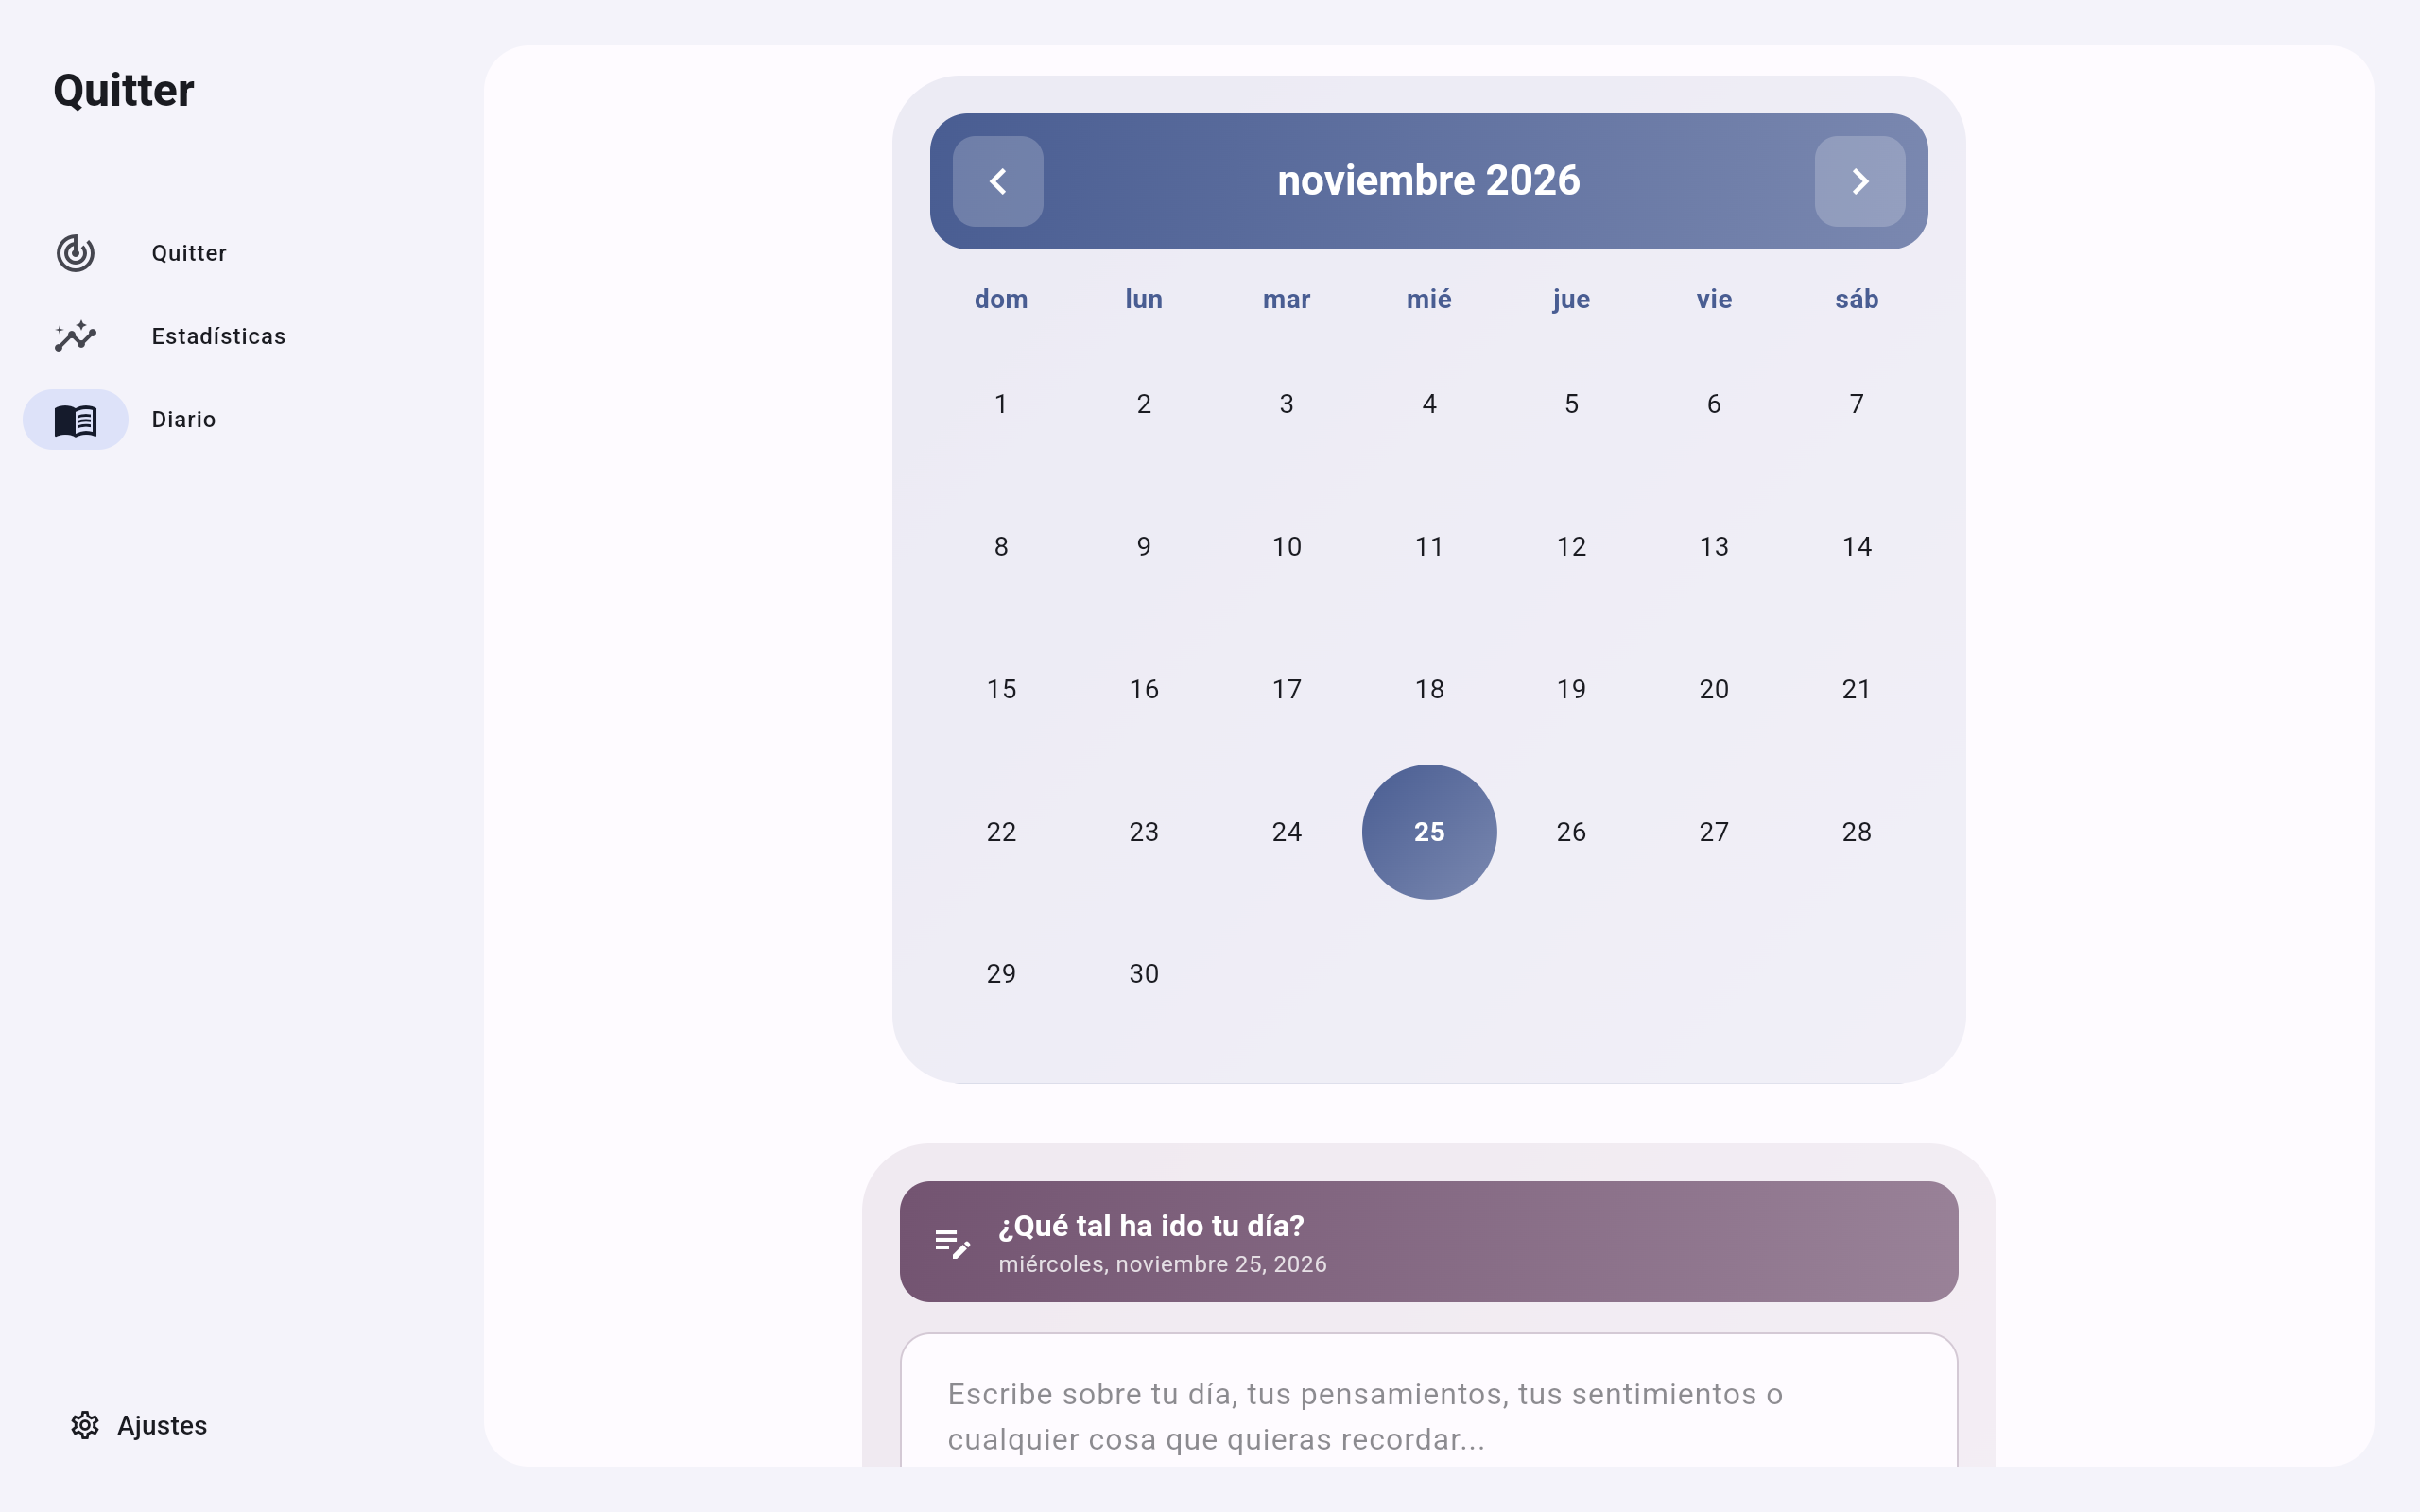 Quitter
Quitter
Estadísticas
Diario
Ajustes
noviembre 2026
dom lun mar mié jue vie sáb
1 2 3 4 5 6 7
8 9 10 11 12 13 14
15 16 17 18 19 20 21
22 23 24 25 26 27 28
29 30
¿Qué tal ha ido tu día?
miércoles, noviembre 25, 2026
Escribe sobre tu día, tus pensamientos, tus sentimientos o
cualquier cosa que quieras recordar...